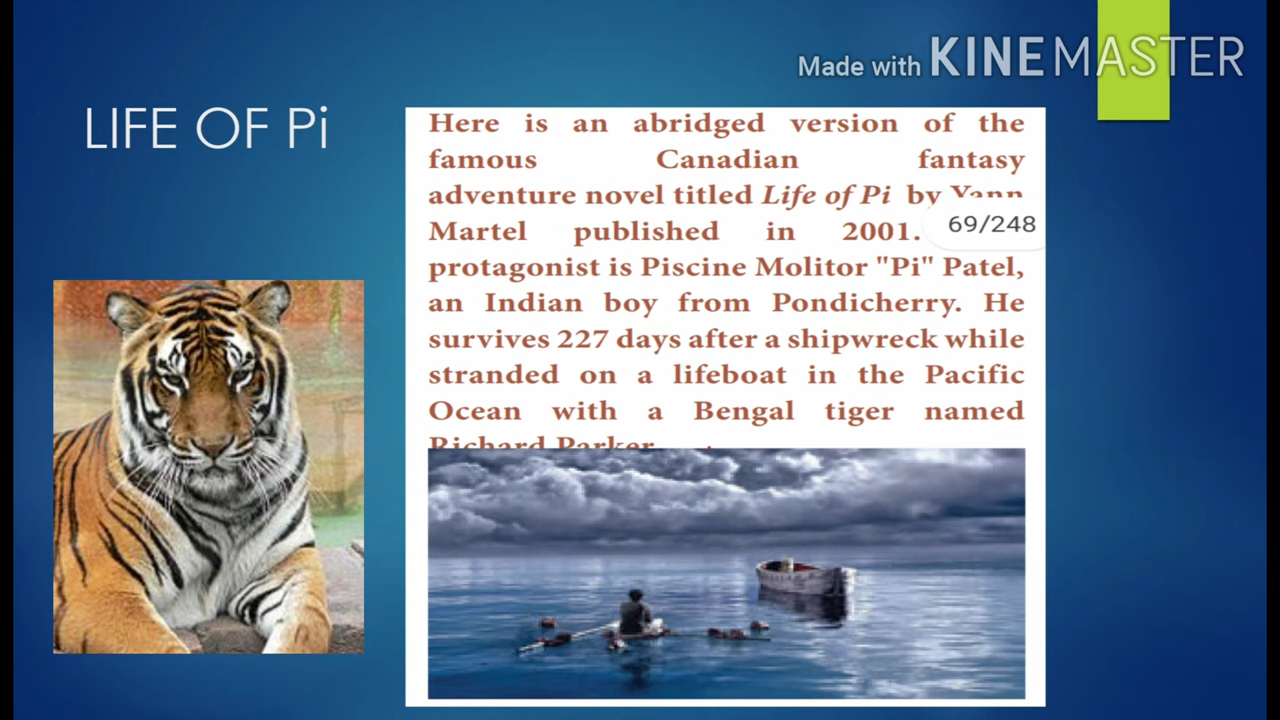 Made with KINEMASTER
LIFE OF Pi
Here is an abridged version of the
famous Canadian fantasy
adventure novel titled Life of Pi by Yann
Martel published in 2001.
69/248
protagonist is Piscine Molitor "Pi" Patel,
an Indian boy from Pondicherry. He
survives 227 days after a shipwreck while
stranded on a lifeboat in the Pacific
Ocean with a Bengal tiger named
Richard Parker